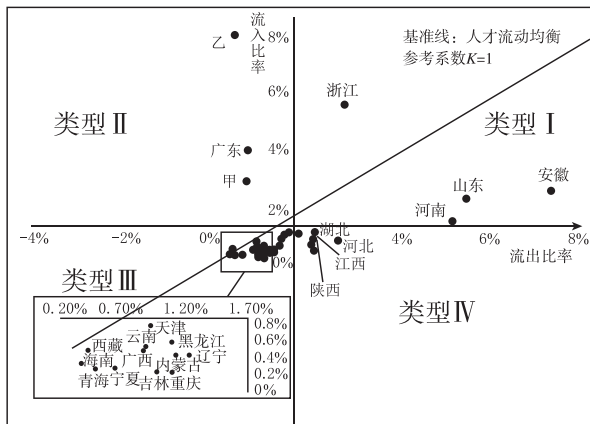 流入比率
8%
乙
基准线：人才流动均衡
参考系数K=1
6%
浙江
类型Ⅱ
类型Ⅰ
广东
4%
甲
安徽
山东
2%
河南
湖北
-4%
-2%
0%
河北
4%
6%
8%
江西
流出比率
0%
类型Ⅲ
陕西
类型Ⅳ
0.20% 0.70% 1.20% 1.70%
天津
0.8%
云南
黑龙江
0.6%
西藏
广西
内蒙古
辽宁
0.4%
海南
0.2%
青海宁夏
吉林重庆
0%